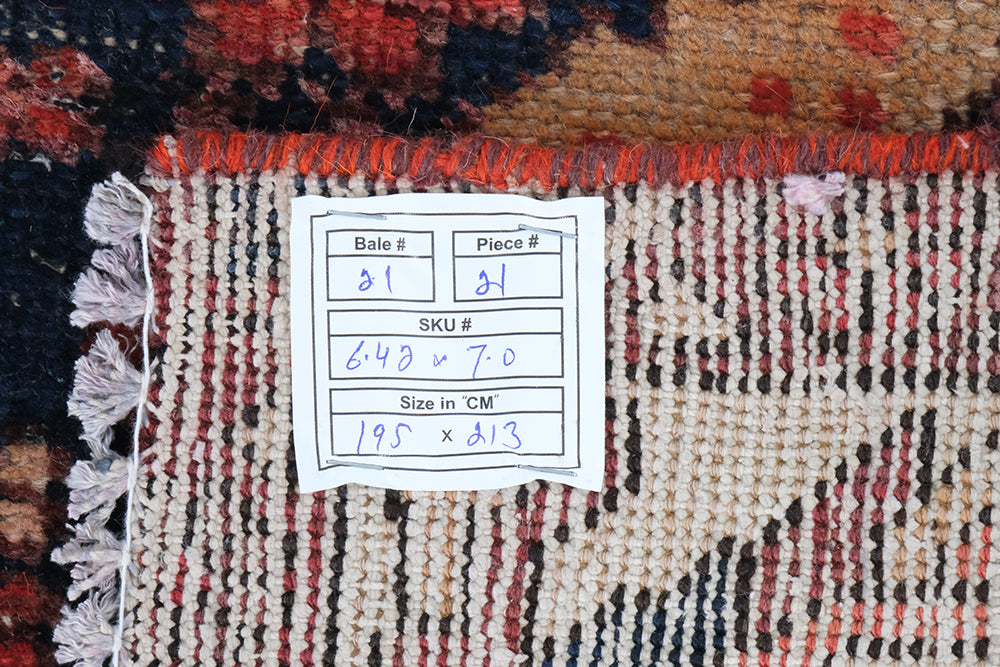 Bale # Piece #
21 21
SKU #
6.42 x 7.0
Size in "CM"
195 x 213